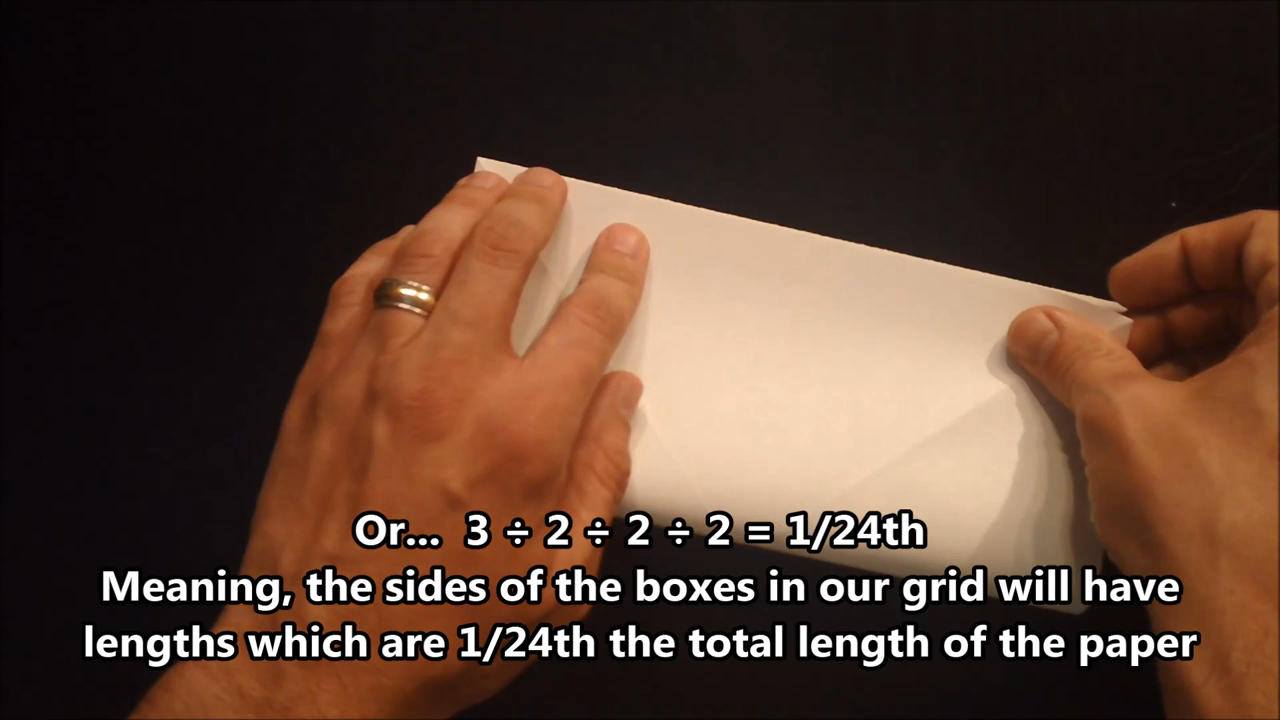 Or... 3 ÷ 2 ÷ 2 ÷ 2 = 1/24th
Meaning, the sides of the boxes in our grid will have
lengths which are 1/24th the total length of the paper